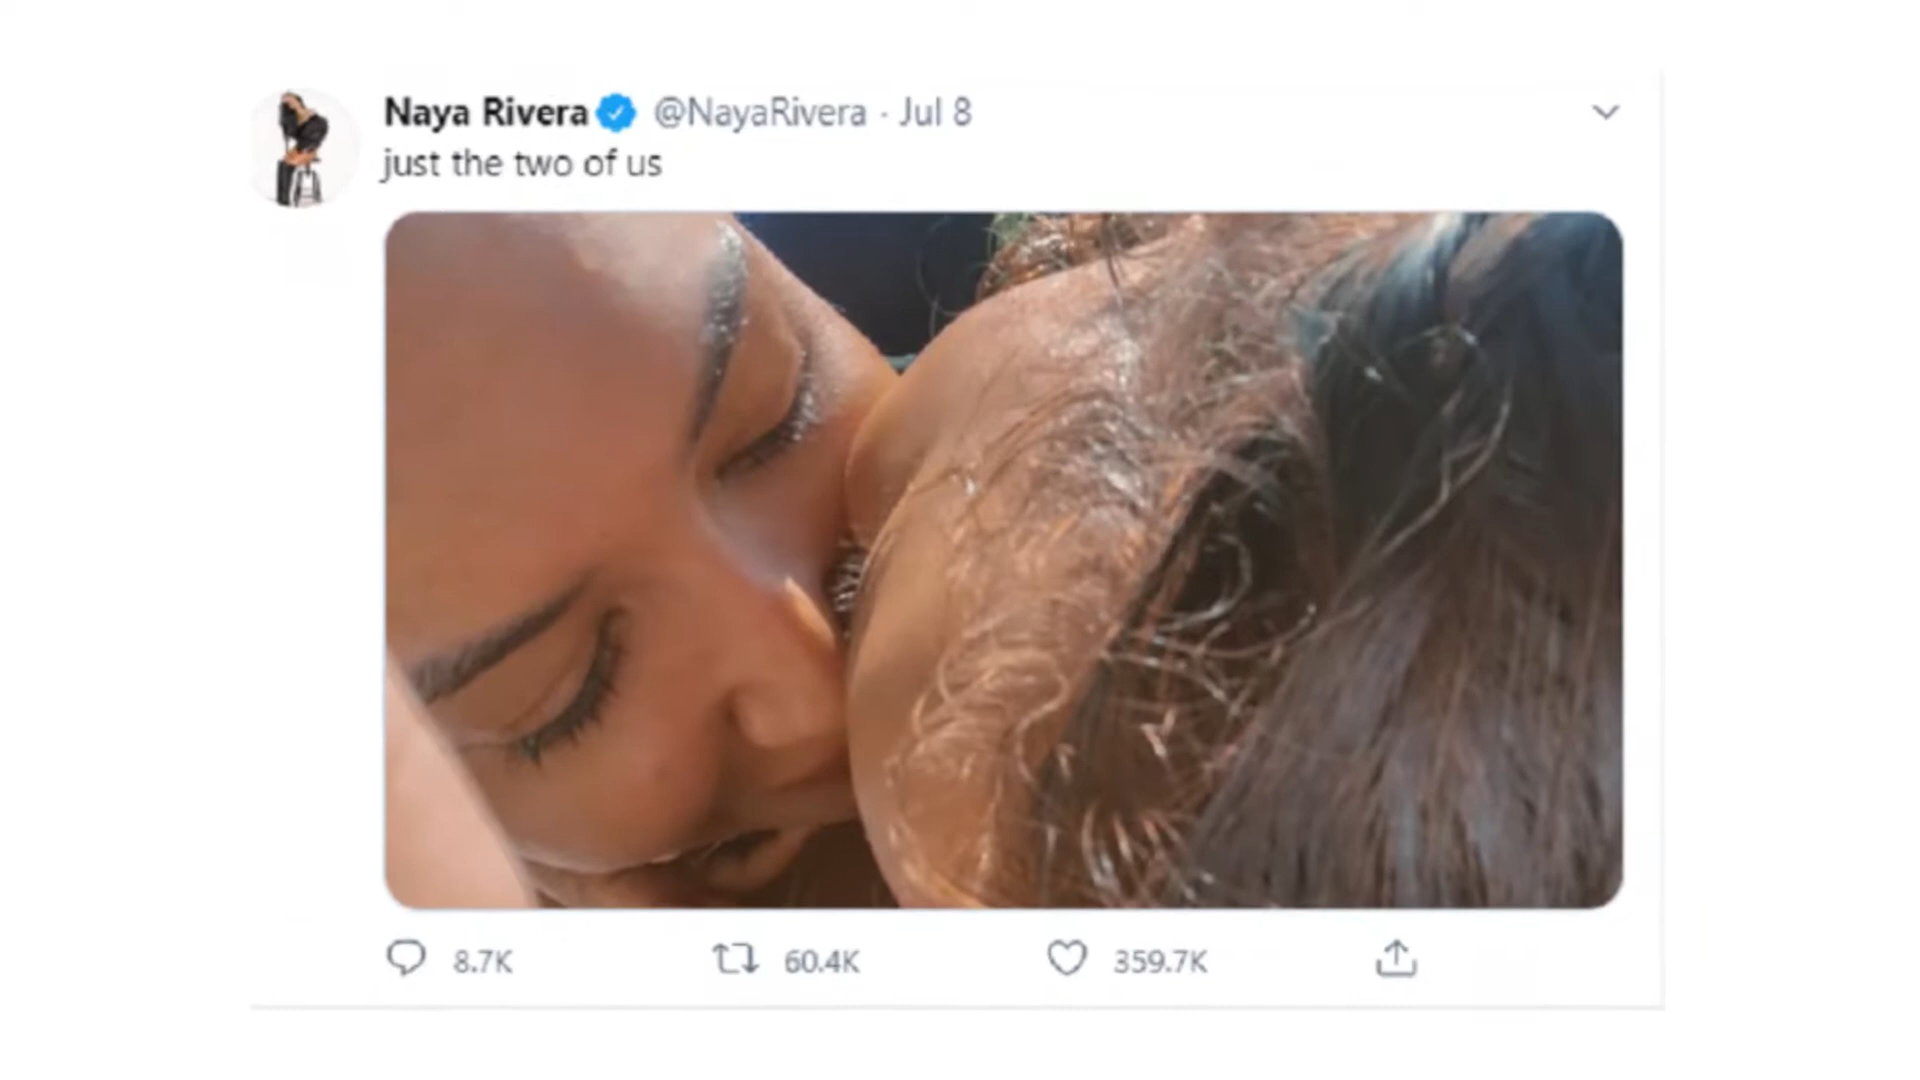 Naya Rivera @NayaRivera · Jul 8
just the two of us
8.7K 60.4K 359.7K